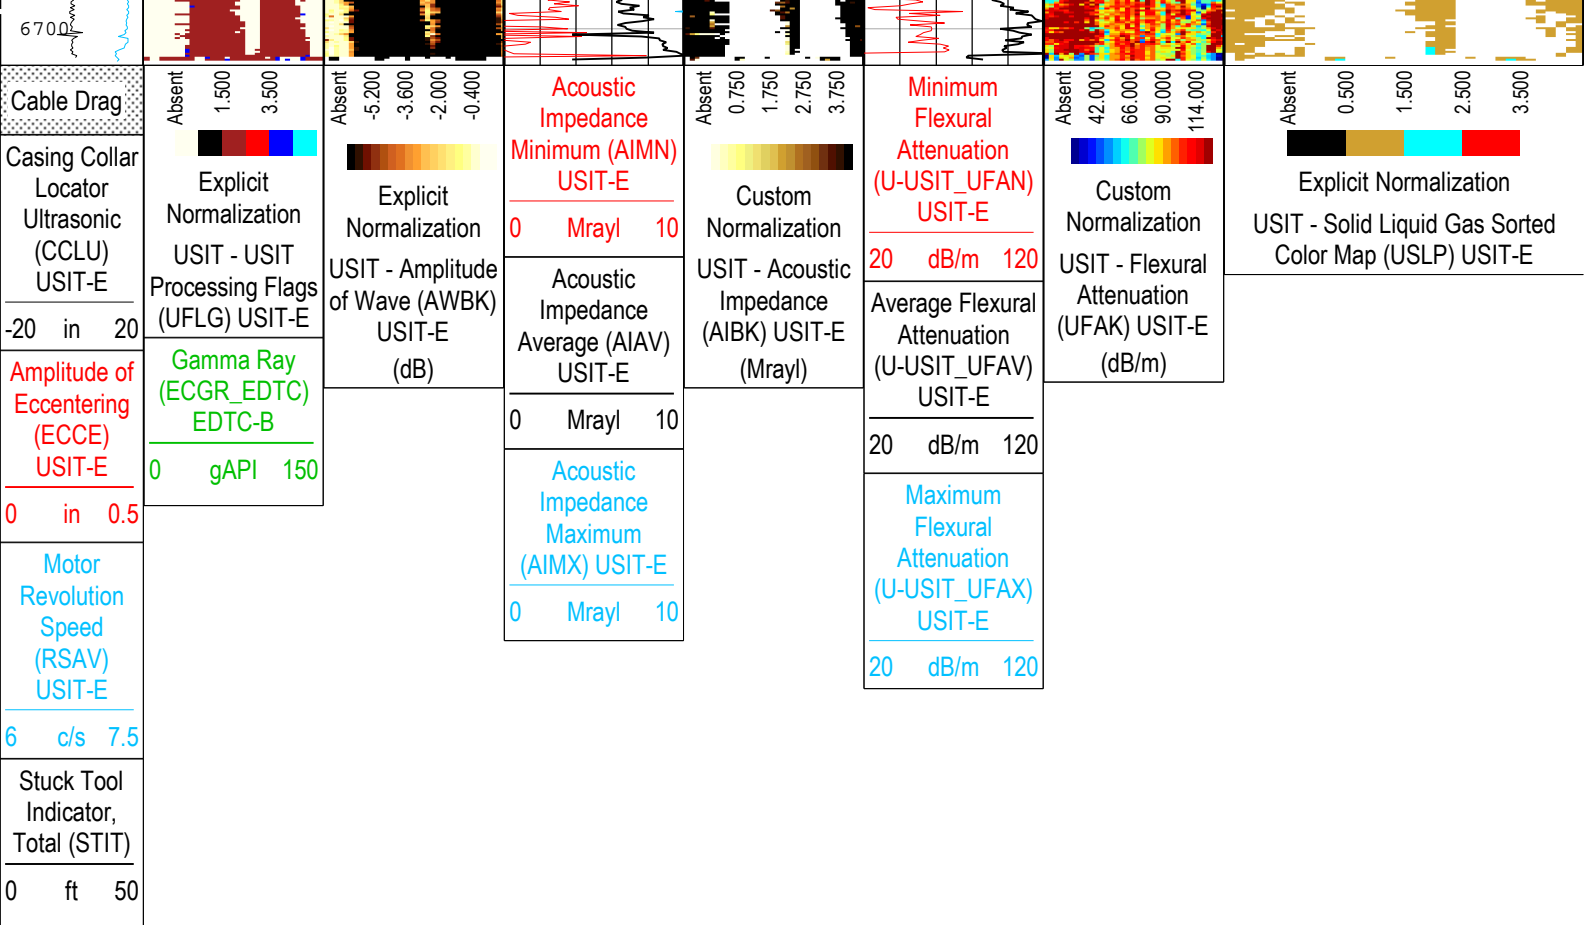 6700
Cable Drag
Casing Collar
Locator
Ultrasonic
(CCLU)
USIT-E
-20 in 20
Amplitude of
Eccentering
(ECCE)
USIT-E
0 in 0.5
Motor
Revolution
Speed
(RSAV)
USIT-E
6 c/s 7.5
Stuck Tool
Indicator,
Total (STIT)
0 ft 50
Absent
1.500
3.500
Explicit
Normalization
USIT - USIT
Processing Flags
(UFLG) USIT-E
Gamma Ray
(ECGR_EDTC)
EDTC-B
0 gAPI 150
Absent
-5.200
-3.600
-2.000
-0.400
Explicit
Normalization
USIT - Amplitude
of Wave (AWBK)
USIT-E
(dB)
Acoustic
Impedance
Minimum (AIMN)
USIT-E
0 Mrayl 10
Acoustic
Impedance
Average (AIAV)
USIT-E
0 Mrayl 10
Acoustic
Impedance
Maximum
(AIMX) USIT-E
0 Mrayl 10
Absent
0.750
1.750
2.750
3.750
Custom
Normalization
USIT - Acoustic
Impedance
(AIBK) USIT-E
(Mrayl)
Minimum
Flexural
Attenuation
(U-USIT_UFAN)
USIT-E
20 dB/m 120
Average Flexural
Attenuation
(U-USIT_UFAV)
USIT-E
20 dB/m 120
Maximum
Flexural
Attenuation
(U-USIT_UFAX)
USIT-E
20 dB/m 120
Absent
42.000
66.000
90.000
114.000
Custom
Normalization
USIT - Flexural
Attenuation
(UFAK) USIT-E
(dB/m)
Absent
0.500
1.500
2.500
3.500
Explicit Normalization
USIT - Solid Liquid Gas Sorted
Color Map (USLP) USIT-E